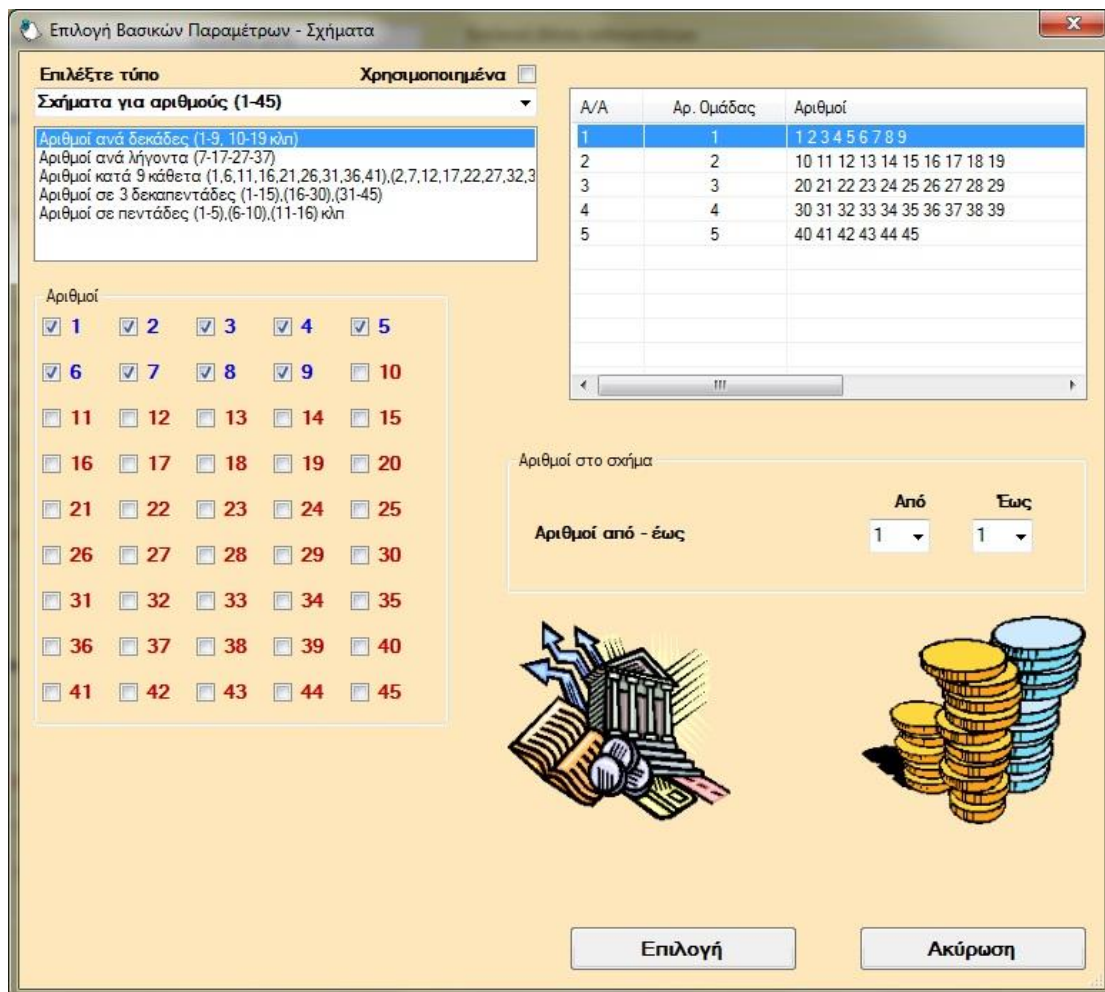 Επιλογή Βασικών Παραμέτρων - Σχήματα
Επιλέξτε τύπο Χρησιμοποιημένα
Σχήματα για αριθμούς (1-45)
Αριθμοί ανά δεκάδες (1-9, 10-19 κλπ)
Αριθμοί ανά λήγοντα (7-17-27-37)
Αριθμοί κατά 9 κάθετα (1,6,11,16,21,26,31,36,41),(2,7,12,17,22,27,32,3
Αριθμοί σε 3 δεκαπεντάδες (1-15),(16-30),(31-45)
Αριθμοί σε πεντάδες (1-5),(6-10),(11-16) κλπ
Α/Α Αρ. Ομάδας Αριθμοί
1 1 1 2 3 4 5 6 7 8 9
2 2 10 11 12 13 14 15 16 17 18 19
3 3 20 21 22 23 24 25 26 27 28 29
4 4 30 31 32 33 34 35 36 37 38 39
5 5 40 41 42 43 44 45
Αριθμοί
1 2 3 4 5
6 7 8 9 10
11 12 13 14 15
16 17 18 19 20
21 22 23 24 25
26 27 28 29 30
31 32 33 34 35
36 37 38 39 40
41 42 43 44 45
Αριθμοί στο σχήμα
Από Έως
Αριθμοί από - έως 1 1
Επιλογή Ακύρωση